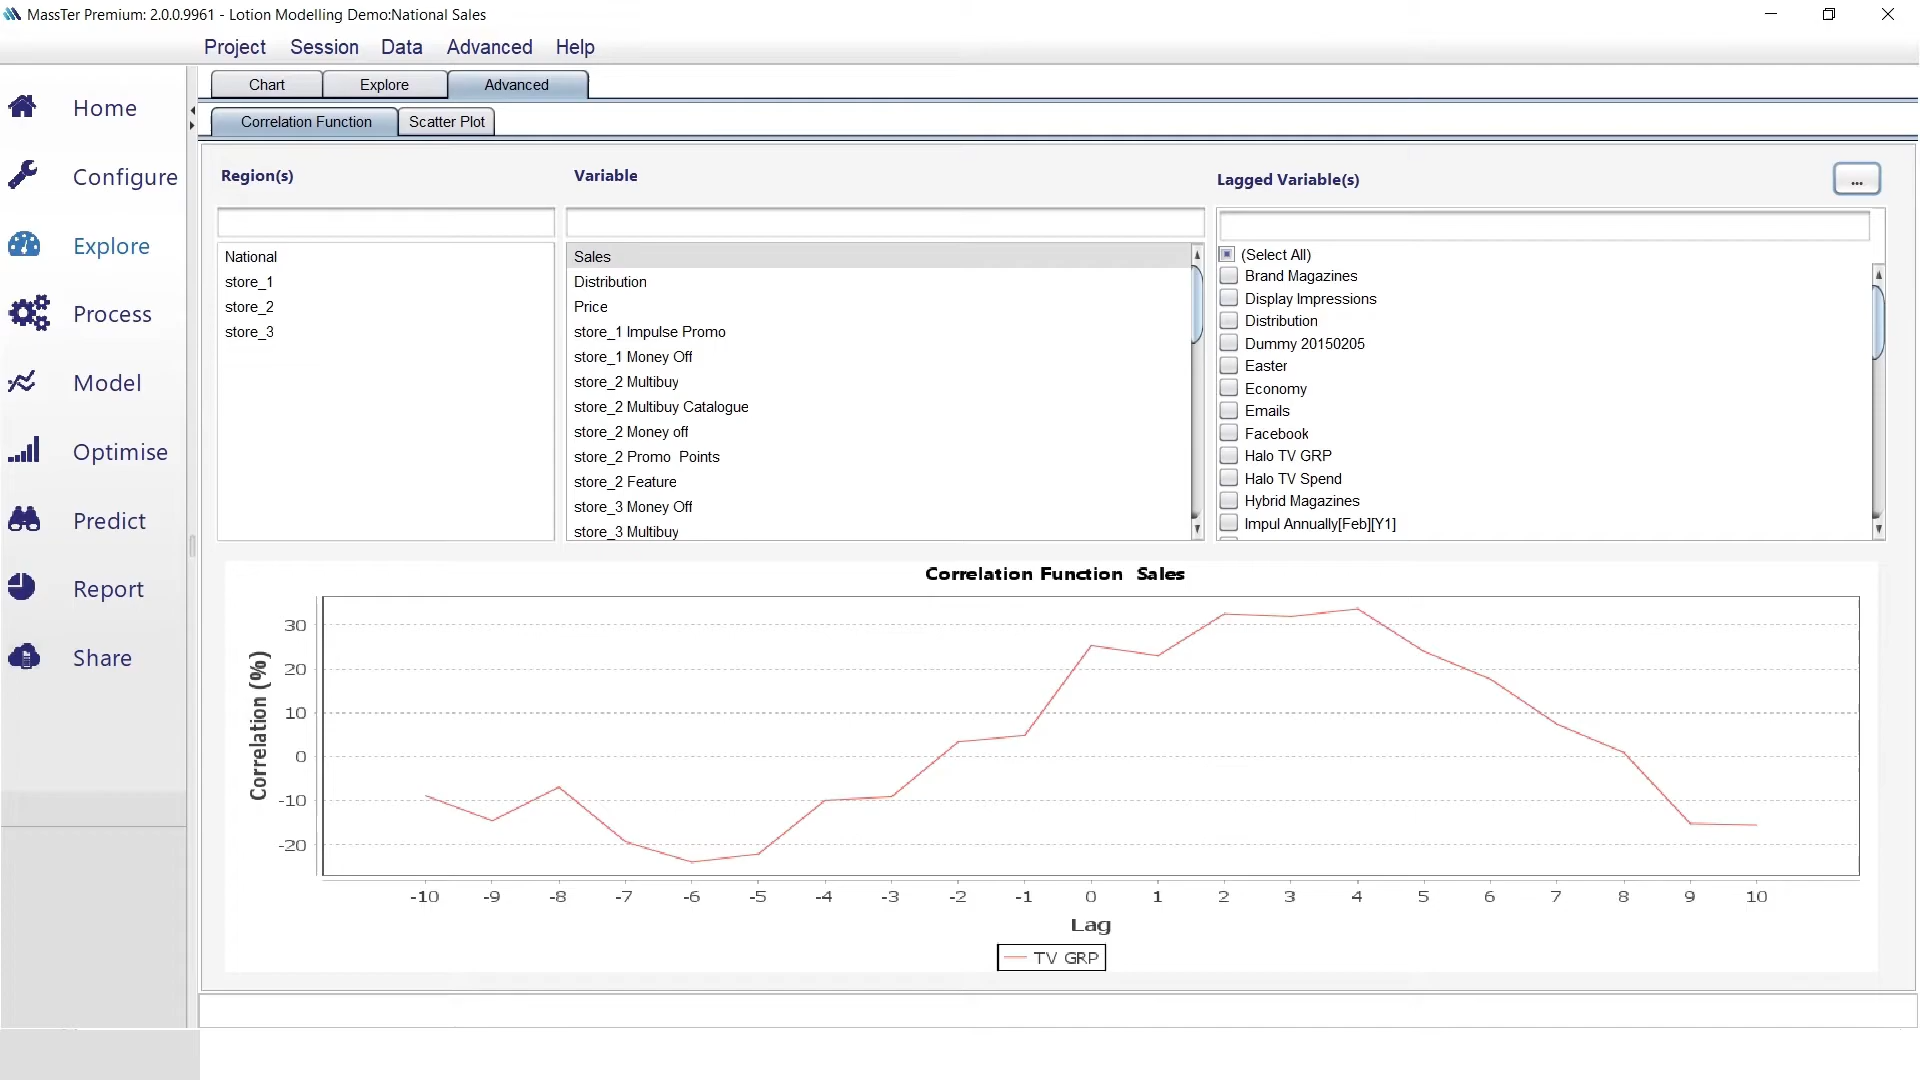 MassTer Premium: 2.0.0.9961 - Lotion Modelling Demo:National Sales
Project Session Data Advanced Help
Chart Explore Advanced
Correlation Function Scatter Plot
Home
Configure
Explore
Process
Model
Optimise
Predict
Report
Share
Region(s)
National
store_1
store_2
store_3
Variable
Sales
Distribution
Price
store_1 Impulse Promo
store_1 Money Off
store_2 Multibuy
store_2 Multibuy Catalogue
store_2 Money off
store_2 Promo  Points
store_2 Feature
store_3 Money Off
store_3 Multibuy
Lagged Variable(s)
...
(Select All)
Brand Magazines
Display Impressions
Distribution
Dummy 20150205
Easter
Economy
Emails
Facebook
Halo TV GRP
Halo TV Spend
Hybrid Magazines
Impul Annually[Feb][Y1]
Correlation Function  Sales
Correlation (%)
30
20
10
0
-10
-20
-10 -9 -8 -7 -6 -5 -4 -3 -2 -1 0 1 2 3 4 5 6 7 8 9 10
Lag
TV GRP